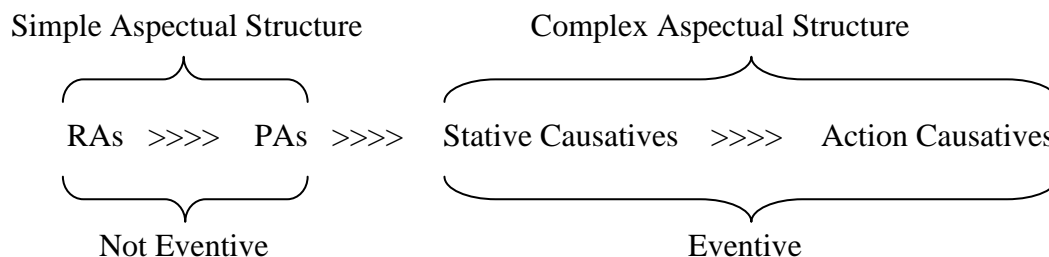 Simple Aspectual Structure Complex Aspectual Structure
RAs >>>> PAs >>>> Stative Causatives >>>> Action Causatives
Not Eventive Eventive